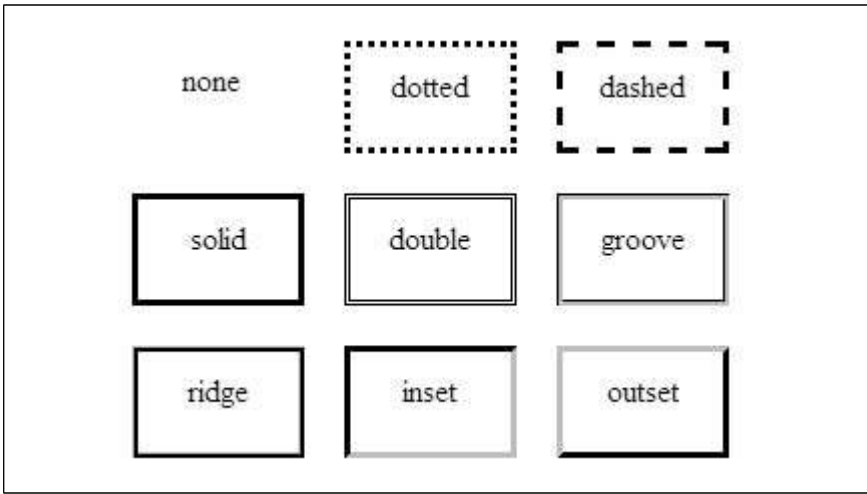 none dotted dashed
solid double groove
ridge inset outset